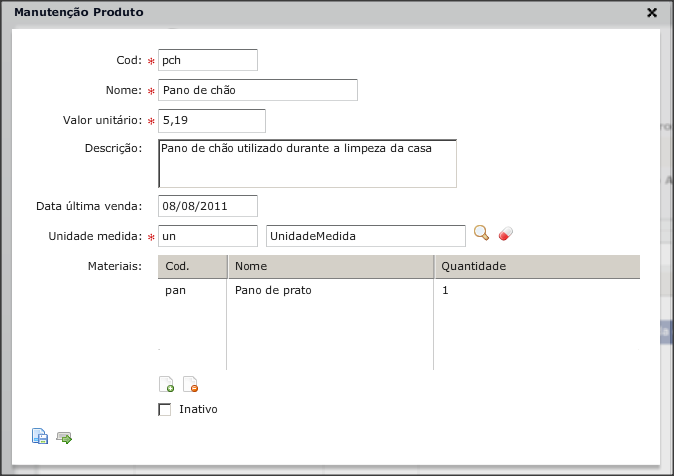 Manutenção Produto
Cod: * pch
Nome: * Pano de chão
Valor unitário: * 5,19
Descrição: Pano de chão utilizado durante a limpeza da casa
Data última venda: 08/08/2011
Unidade medida: * un UnidadeMedida
Materiais: Cod. Nome Quantidade
pan Pano de prato 1
Inativo